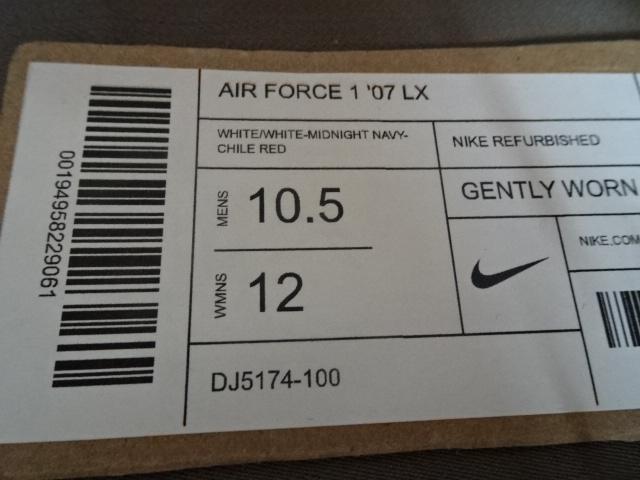 AIR FORCE 1 '07 LX
WHITE/WHITE-MIDNIGHT NAVY-
CHILE RED
NIKE REFURBISHED
GENTLY WORN
MENS 10.5
WMNS 12
NIKE.COM
DJ5174-100
00194958229061